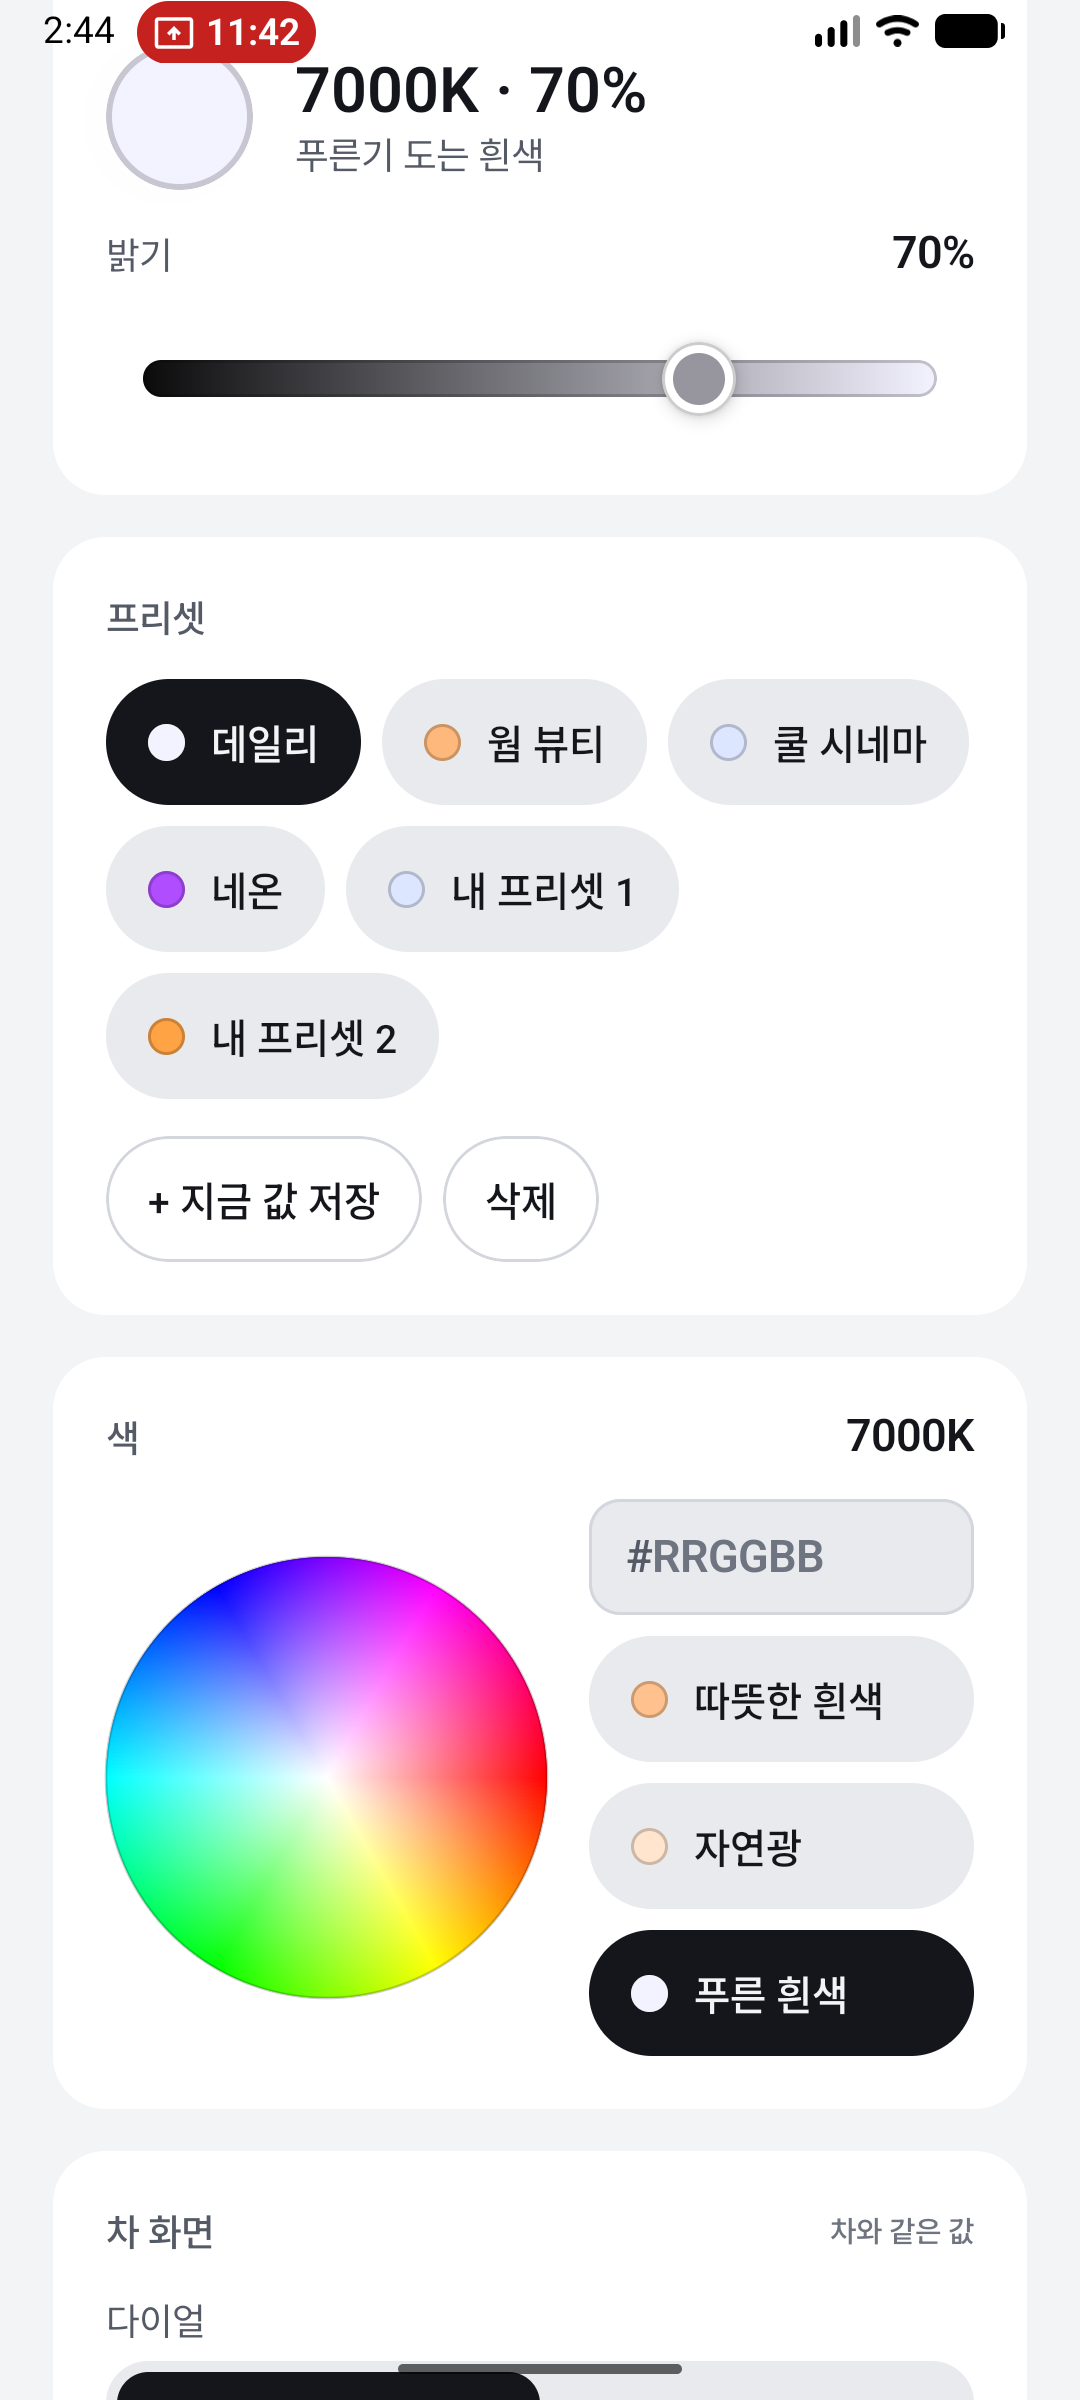 2:44 11:42
7000K · 70%
푸른기 도는 흰색
밝기 70%
프리셋
데일리 웜 뷰티 쿨 시네마
네온 내 프리셋 1
내 프리셋 2
+ 지금 값 저장 삭제
색 7000K
#RRGGBB
따뜻한 흰색
자연광
푸른 흰색
차 화면 차와 같은 값
다이얼